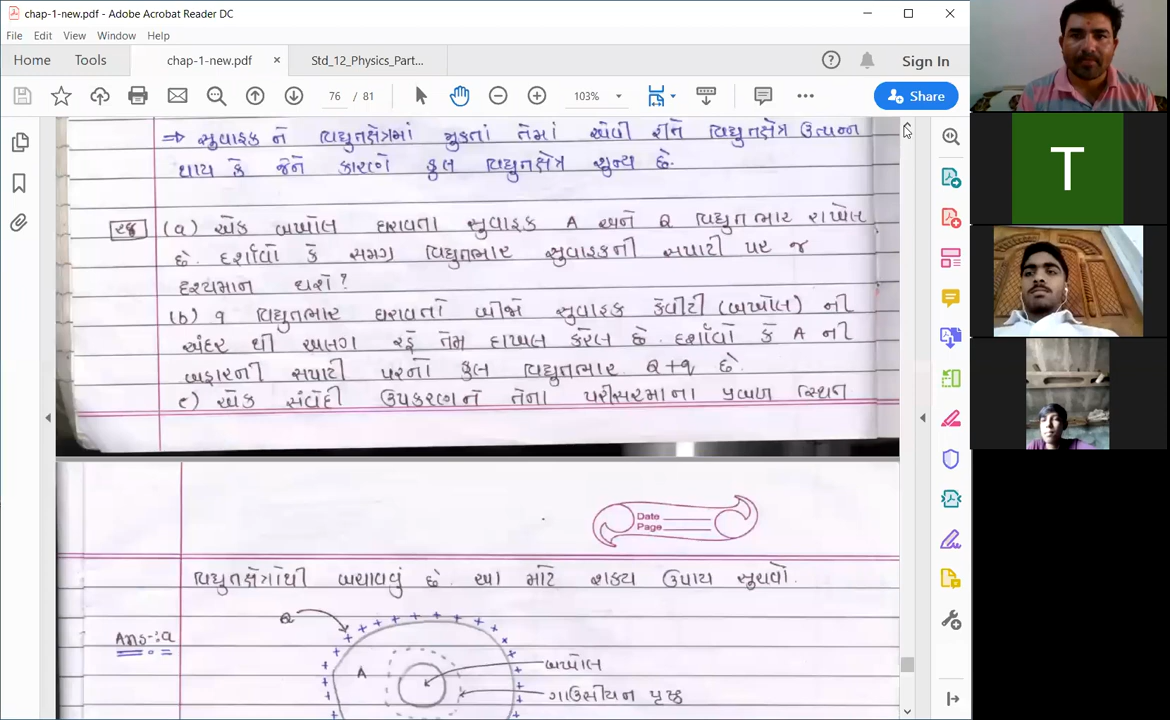 chap-1-new.pdf - Adobe Acrobat Reader DC
File Edit View Window Help
Home Tools chap-1-new.pdf × Std_12_Physics_Part... Sign In
76 / 81 103% Share
⇒ સુવાહક ને વિદ્યુતક્ષેત્રમાં મુકતાં તેમાં એવી રીતે વિદ્યુતક્ષેત્ર ઉત્પન્ન
થાય કે જેને કારણે કુલ વિદ્યુતક્ષેત્ર શૂન્ય છે.
(a) એક બખોલ ધરાવતા સુવાહક A અને Q વિદ્યુતભાર રાખેલ
છે. દર્શાવો કે સમગ્ર વિદ્યુતભાર સુવાહકની સપાટી પર જ
દ્દશ્યમાન થશે?
(b) q વિદ્યુતભાર ધરાવતો બીજો સુવાહક કેવીટી (બખોલ) ની
અંદર થી અલગ રહે તેમ દાખલ કરેલ છે. દર્શાવો કે A ની
બહારની સપાટી પરનો કુલ વિદ્યુતભાર Q+q છે.
c) એક સંવેદી ઉપકરણને તેના પરીસરમાના પ્રબળ સ્થિત
Date
Page
વિદ્યુતક્ષેત્રોથી બચાવવું છે. આ માટે શક્ય ઉપાય સૂચવો.
Q
Ans-:a
A
બખોલ
ગાઉસીયન પૃષ્ઠ
T